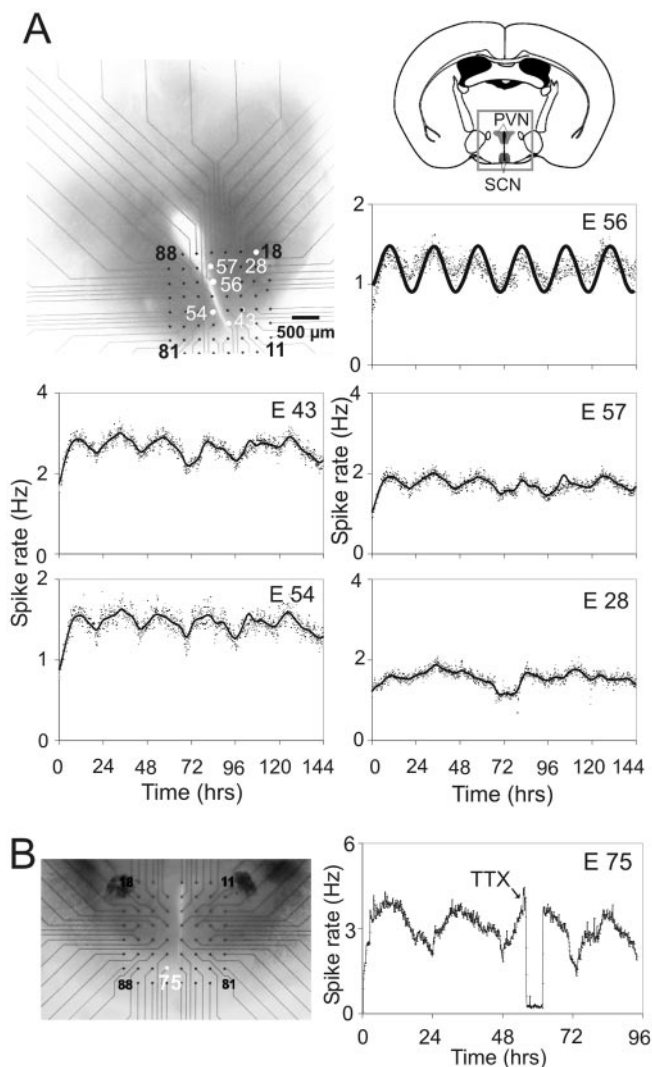 A
PVN
SCN
88
18
57 28
56
54
43
500 µm
81
11
E 56
2
1
0
E 43
4
2
0
E 57
4
2
0
Spike rate (Hz)
Spike rate (Hz)
E 54
2
1
0
0 24 48 72 96 120 144
Time (hrs)
E 28
4
2
0
0 24 48 72 96 120 144
Time (hrs)
B
18
11
88
75
81
E 75
TTX
Spike rate (Hz)
6
3
0
0 24 48 72 96
Time (hrs)